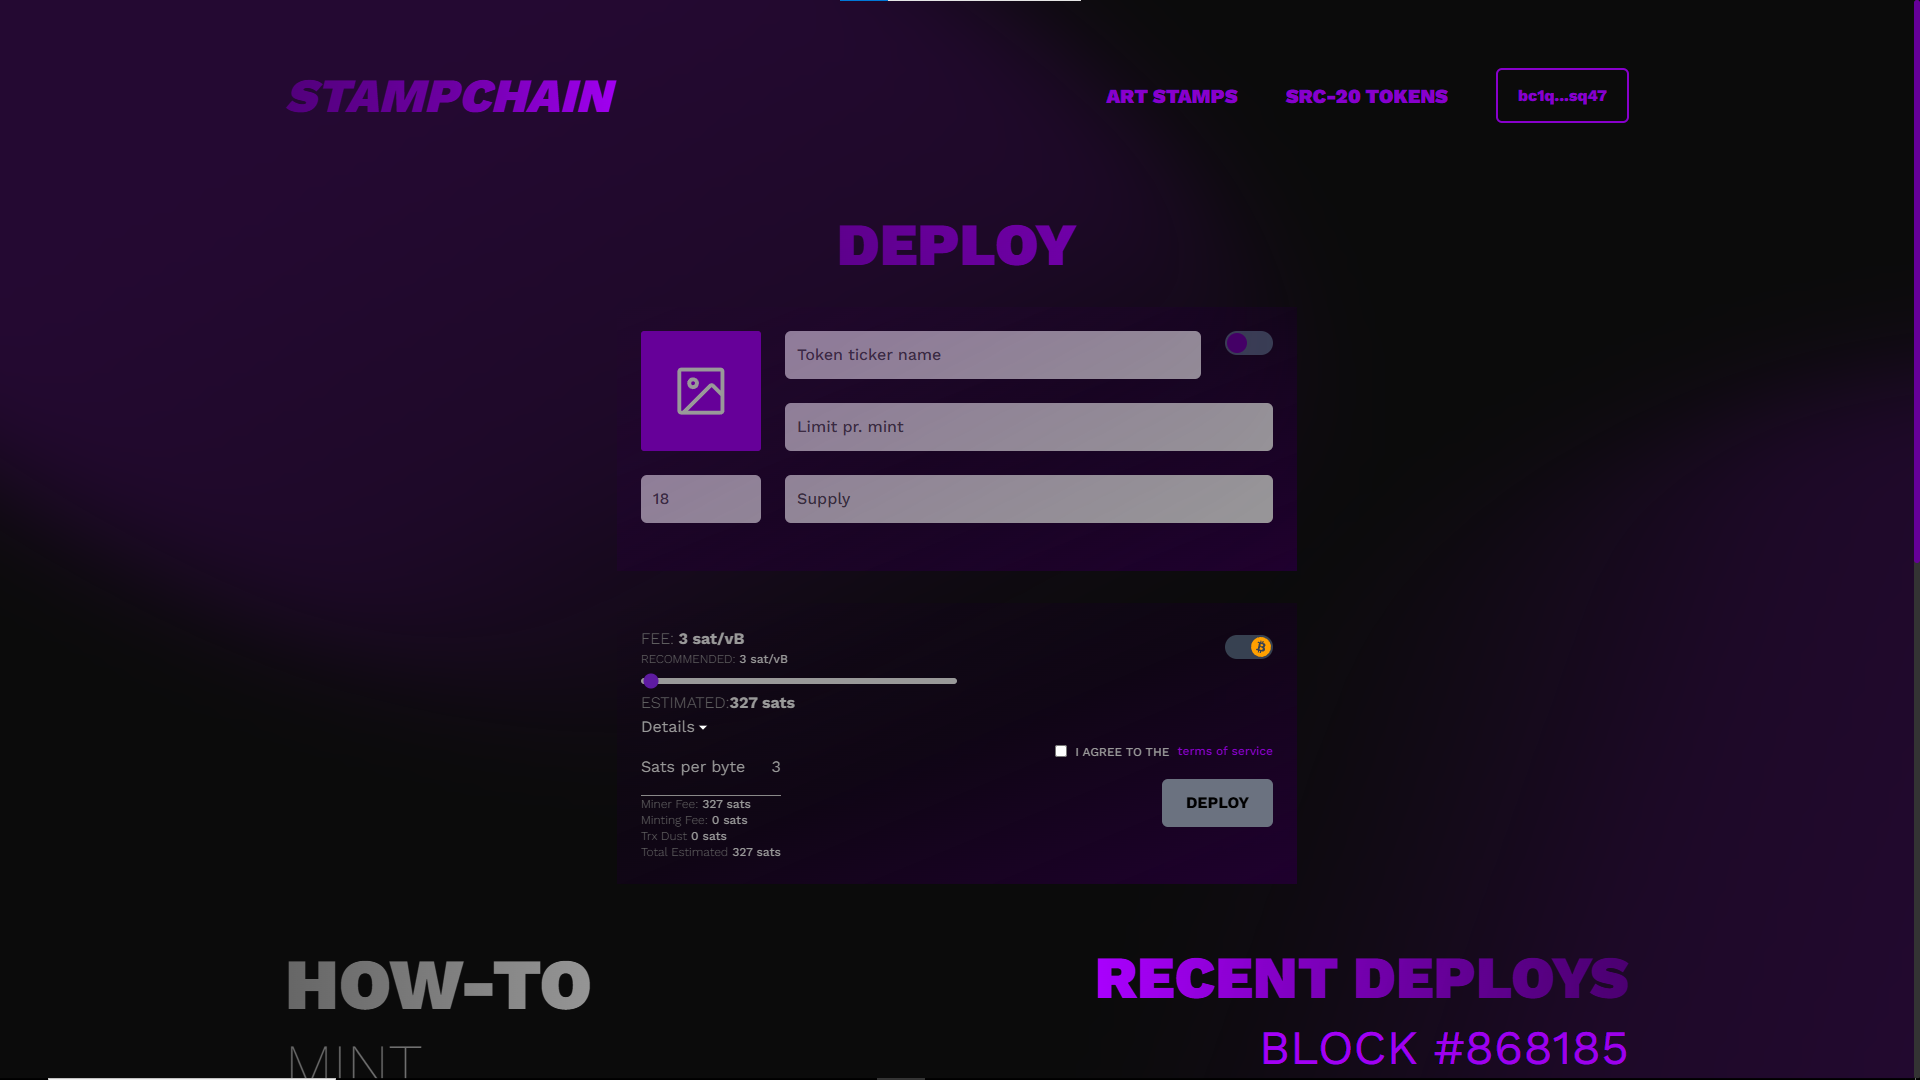 STAMPCHAIN
ART STAMPS
SRC-20 TOKENS
bc1q...sq47
DEPLOY
Token ticker name
Limit pr. mint
18
Supply
FEE: 3 sat/vB
RECOMMENDED: 3 sat/vB
ESTIMATED:327 sats
Details
Sats per byte 3
Miner Fee: 327 sats
Minting Fee: 0 sats
Trx Dust 0 sats
Total Estimated 327 sats
I AGREE TO THE terms of service
DEPLOY
HOW-TO
MINT
RECENT DEPLOYS
BLOCK #868185